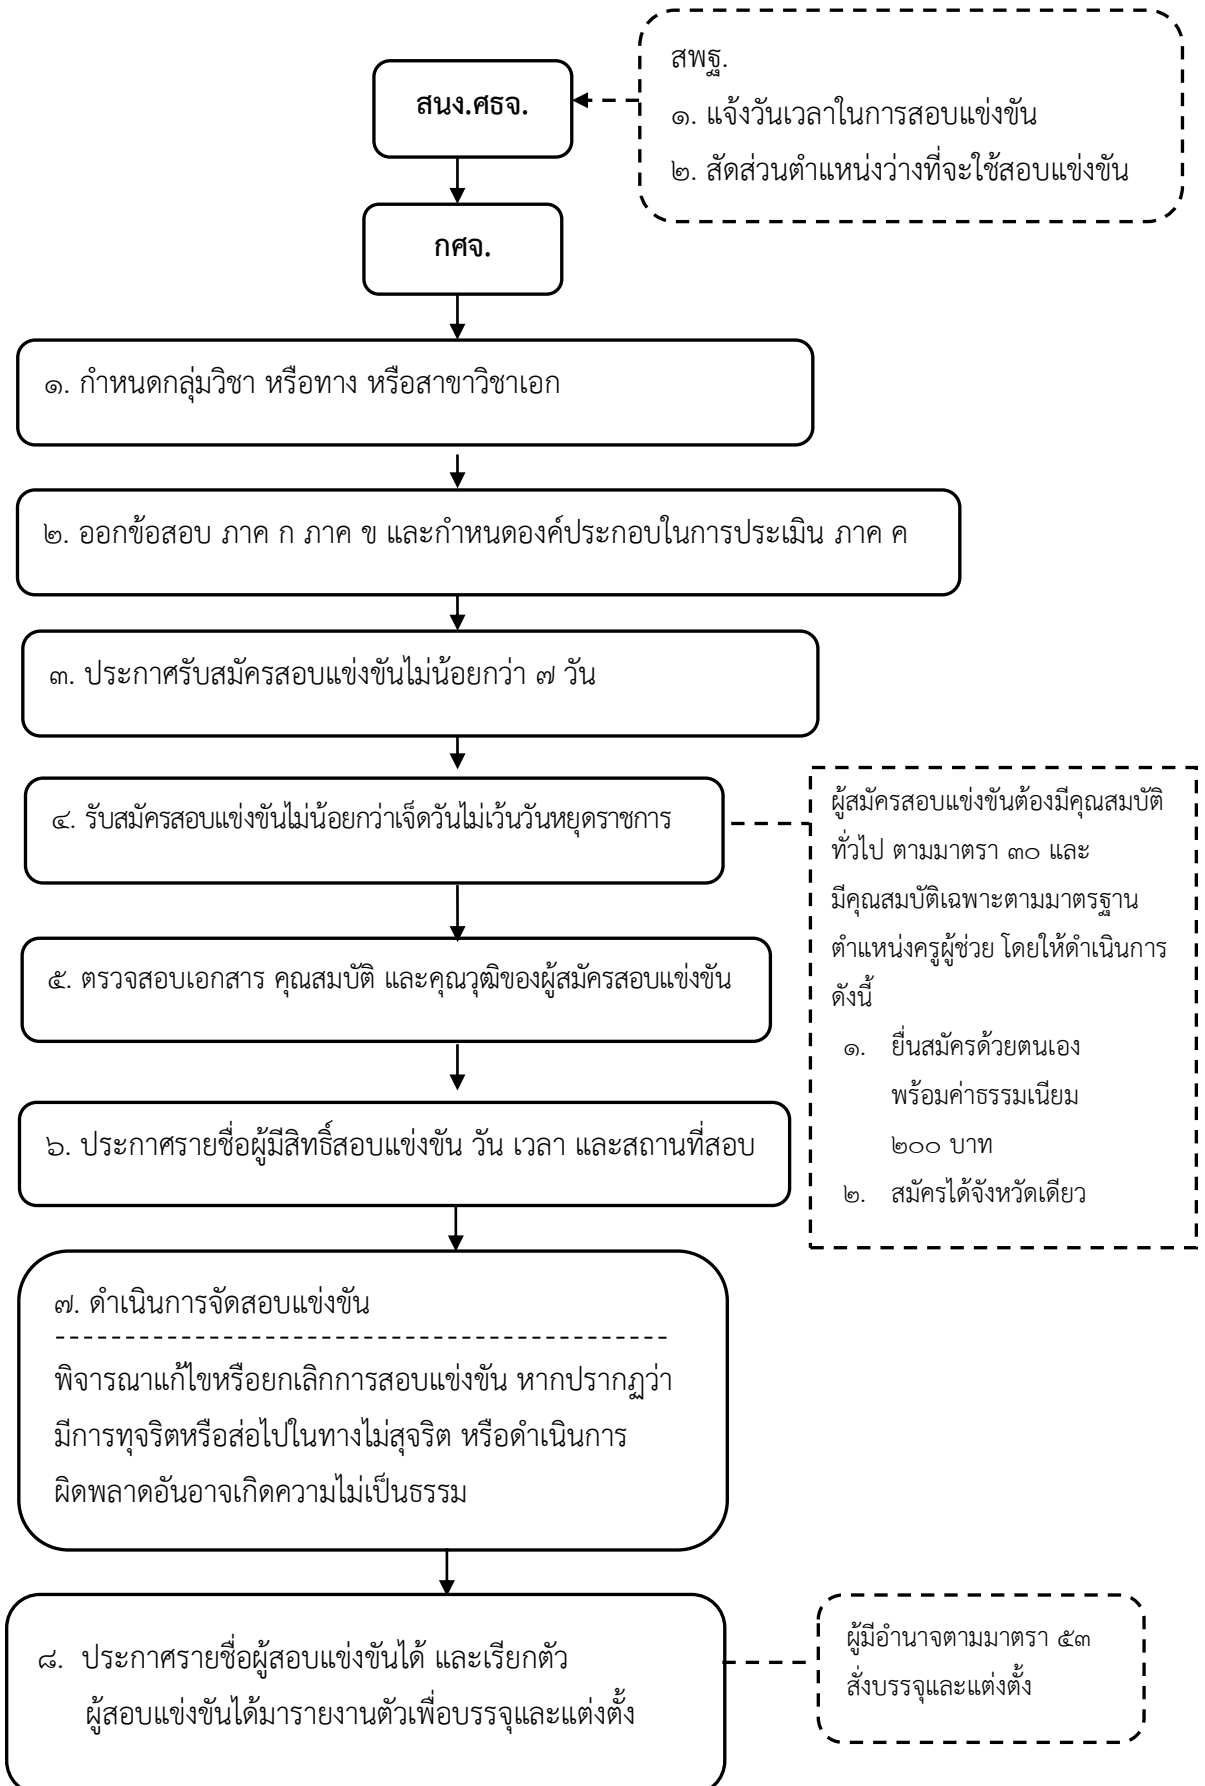 สพฐ.
๑. แจ้งวันเวลาในการสอบแข่งขัน
๒. สัดส่วนตำแหน่งว่างที่จะใช้สอบแข่งขัน
สนง.ศธจ.
กศจ.
๑. กำหนดกลุ่มวิชา หรือทาง หรือสาขาวิชาเอก
๒. ออกข้อสอบ ภาค ก ภาค ข และกำหนดองค์ประกอบในการประเมิน ภาค ค
๓. ประกาศรับสมัครสอบแข่งขันไม่น้อยกว่า ๗ วัน
๔. รับสมัครสอบแข่งขันไม่น้อยกว่าเจ็ดวันไม่เว้นวันหยุดราชการ
ผู้สมัครสอบแข่งขันต้องมีคุณสมบัติ
ทั่วไป ตามมาตรา ๓๐ และ
มีคุณสมบัติเฉพาะตามมาตรฐาน
ตำแหน่งครูผู้ช่วย โดยให้ดำเนินการ
ดังนี้
๑. ยื่นสมัครด้วยตนเอง
พร้อมค่าธรรมเนียม
๒๐๐ บาท
๒. สมัครได้จังหวัดเดียว
๕. ตรวจสอบเอกสาร คุณสมบัติ และคุณวุฒิของผู้สมัครสอบแข่งขัน
๖. ประกาศรายชื่อผู้มีสิทธิ์สอบแข่งขัน วัน เวลา และสถานที่สอบ
๗. ดำเนินการจัดสอบแข่งขัน
--------------------------------------------
พิจารณาแก้ไขหรือยกเลิกการสอบแข่งขัน หากปรากฏว่า
มีการทุจริตหรือส่อไปในทางไม่สุจริต หรือดำเนินการ
ผิดพลาดอันอาจเกิดความไม่เป็นธรรม
๘. ประกาศรายชื่อผู้สอบแข่งขันได้ และเรียกตัว
ผู้สอบแข่งขันได้มารายงานตัวเพื่อบรรจุและแต่งตั้ง
ผู้มีอำนาจตามมาตรา ๕๓
สั่งบรรจุและแต่งตั้ง